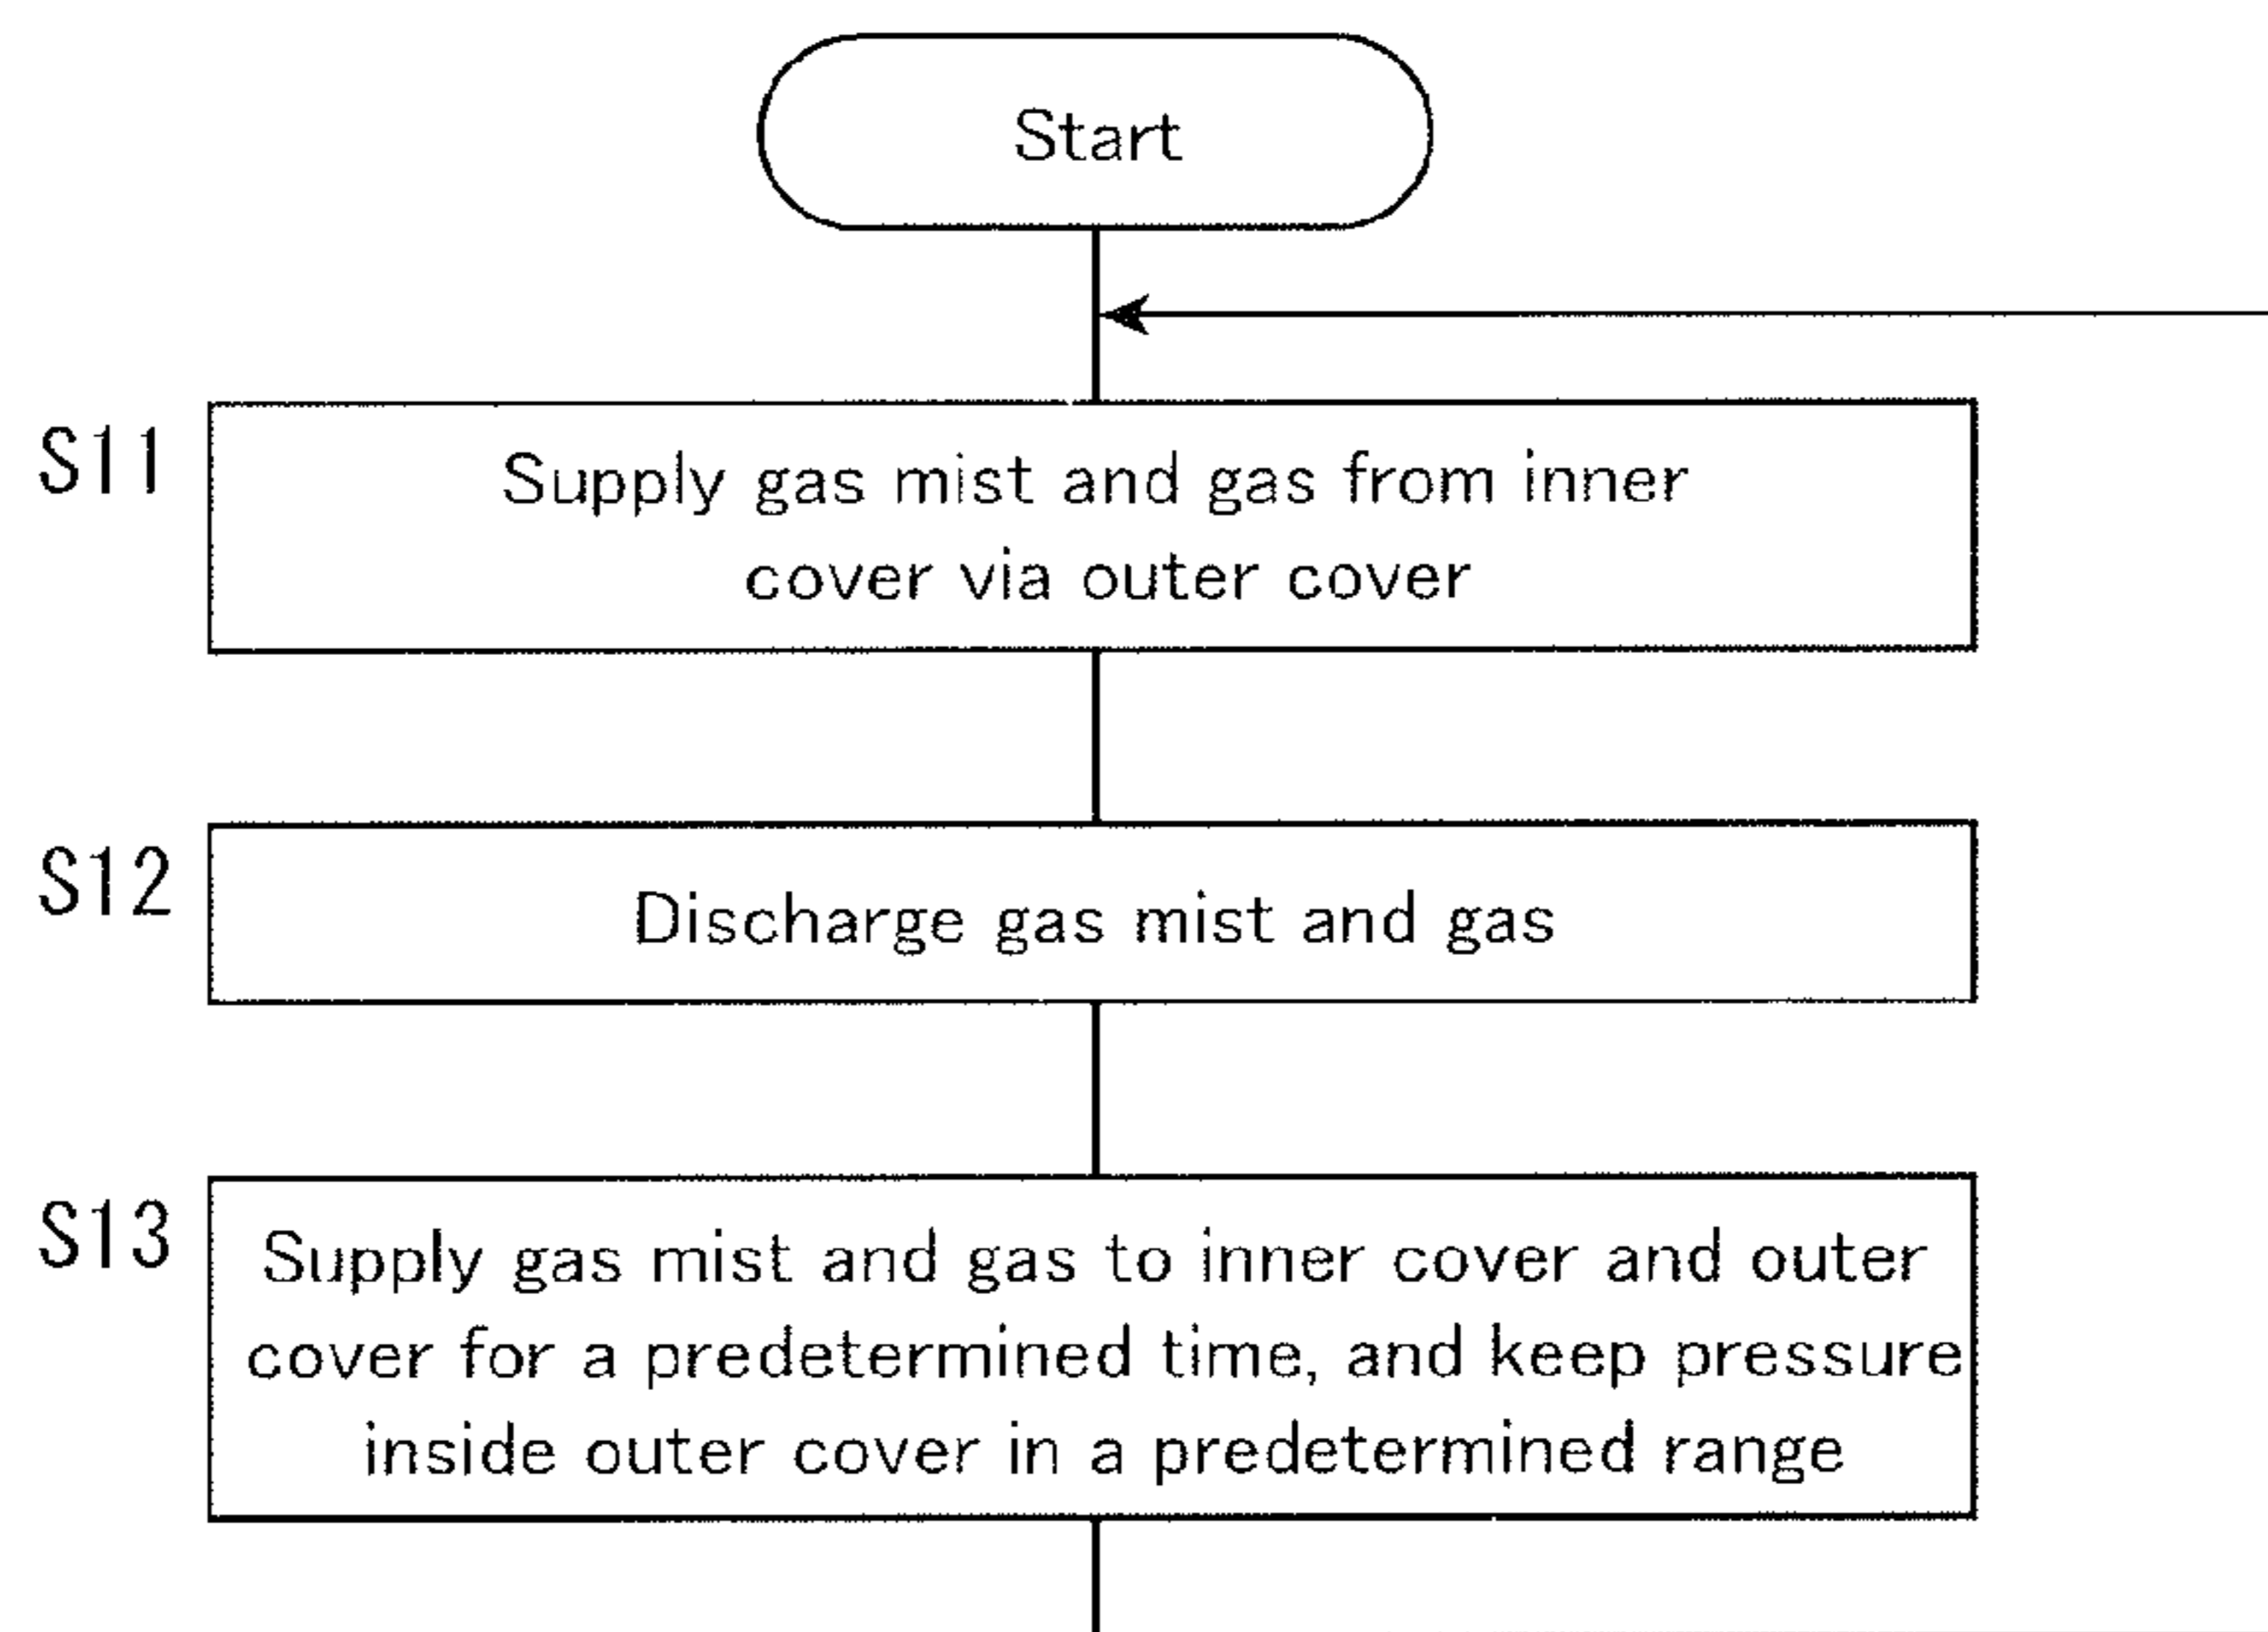 Start
S11
Supply gas mist and gas from inner
cover via outer cover
S12
Discharge gas mist and gas
S13
Supply gas mist and gas to inner cover and outer
cover for a predetermined time, and keep pressure
inside outer cover in a predetermined range